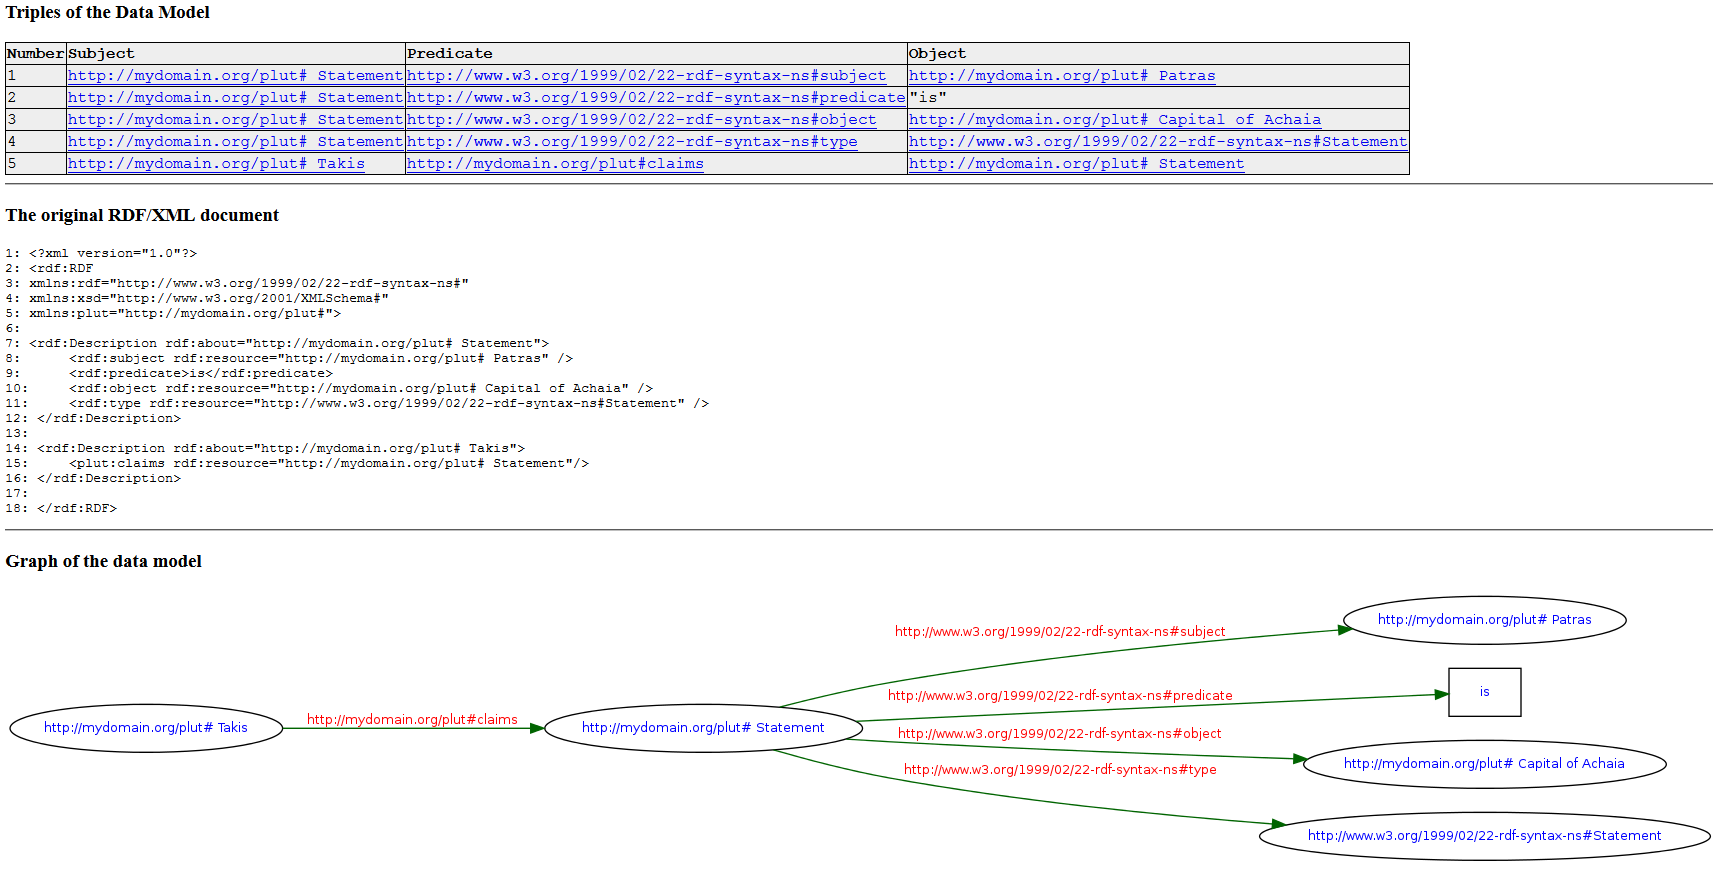 Triples of the Data Model
Number Subject Predicate Object
1 http://mydomain.org/plut# Statement http://www.w3.org/1999/02/22-rdf-syntax-ns#subject http://mydomain.org/plut# Patras
2 http://mydomain.org/plut# Statement http://www.w3.org/1999/02/22-rdf-syntax-ns#predicate "is"
3 http://mydomain.org/plut# Statement http://www.w3.org/1999/02/22-rdf-syntax-ns#object http://mydomain.org/plut# Capital of Achaia
4 http://mydomain.org/plut# Statement http://www.w3.org/1999/02/22-rdf-syntax-ns#type http://www.w3.org/1999/02/22-rdf-syntax-ns#Statement
5 http://mydomain.org/plut# Takis http://mydomain.org/plut#claims http://mydomain.org/plut# Statement
The original RDF/XML document
1: <?xml version="1.0"?>
2: <rdf:RDF
3: xmlns:rdf="http://www.w3.org/1999/02/22-rdf-syntax-ns#"
4: xmlns:xsd="http://www.w3.org/2001/XMLSchema#"
5: xmlns:plut="http://mydomain.org/plut#">
6:
7: <rdf:Description rdf:about="http://mydomain.org/plut# Statement">
8:      <rdf:subject rdf:resource="http://mydomain.org/plut# Patras" />
9:      <rdf:predicate>is</rdf:predicate>
10:     <rdf:object rdf:resource="http://mydomain.org/plut# Capital of Achaia" />
11:     <rdf:type rdf:resource="http://www.w3.org/1999/02/22-rdf-syntax-ns#Statement" />
12: </rdf:Description>
13:
14: <rdf:Description rdf:about="http://mydomain.org/plut# Takis">
15:     <plut:claims rdf:resource="http://mydomain.org/plut# Statement"/>
16: </rdf:Description>
17:
18: </rdf:RDF>
Graph of the data model
http://mydomain.org/plut# Takis
http://mydomain.org/plut#claims
http://mydomain.org/plut# Statement
http://www.w3.org/1999/02/22-rdf-syntax-ns#subject
http://mydomain.org/plut# Patras
http://www.w3.org/1999/02/22-rdf-syntax-ns#predicate
is
http://www.w3.org/1999/02/22-rdf-syntax-ns#object
http://mydomain.org/plut# Capital of Achaia
http://www.w3.org/1999/02/22-rdf-syntax-ns#type
http://www.w3.org/1999/02/22-rdf-syntax-ns#Statement